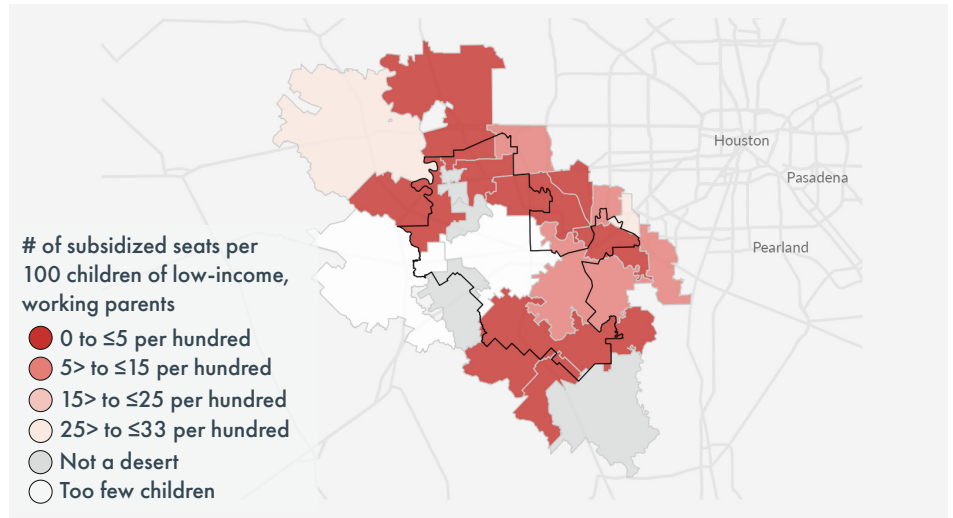 Houston
Pasadena
Pearland
# of subsidized seats per
100 children of low-income,
working parents
0 to ≤5 per hundred
5> to ≤15 per hundred
15> to ≤25 per hundred
25> to ≤33 per hundred
Not a desert
Too few children